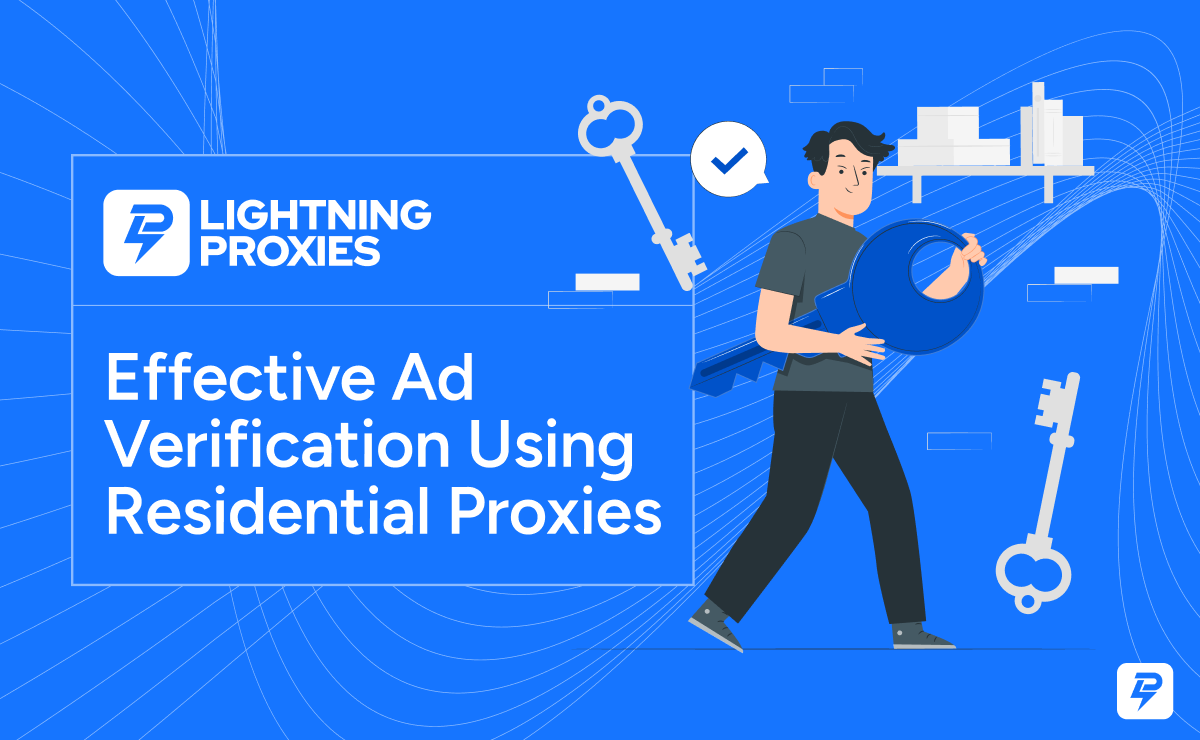 LIGHTNING
PROXIES
Effective Ad
Verification Using
Residential Proxies